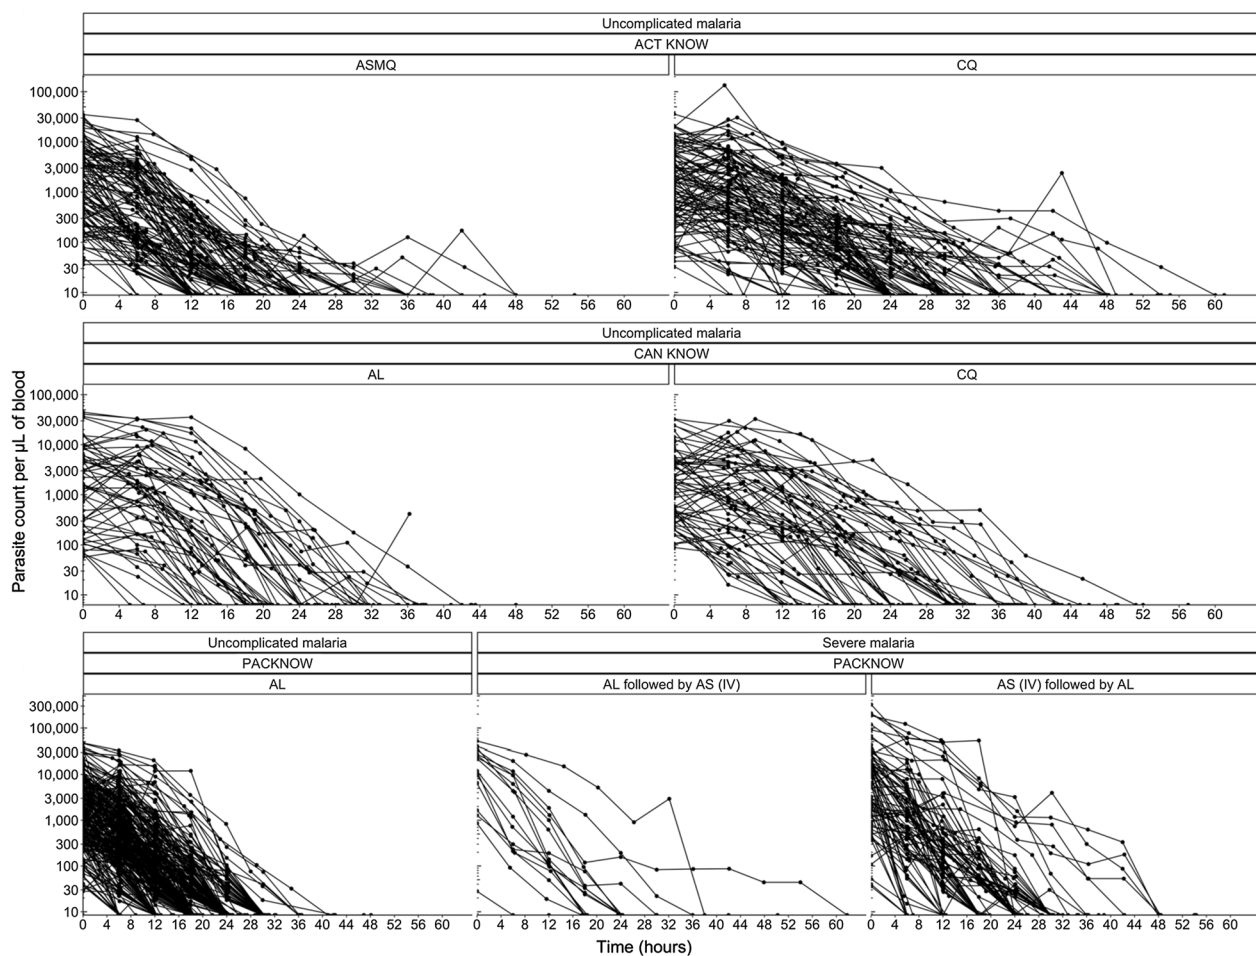 Uncomplicated malaria
ACT KNOW
ASMQ CQ
100,000
30,000
10,000
3,000
1,000
300
100
30
10
0 4 8 12 16 20 24 28 32 36 40 44 48 52 56 60 0 4 8 12 16 20 24 28 32 36 40 44 48 52 56 60
Uncomplicated malaria
CAN KNOW
AL CQ
Parasite count per µL of blood
100,000
30,000
10,000
3,000
1,000
300
100
30
10
0 4 8 12 16 20 24 28 32 36 40 44 48 52 56 60 0 4 8 12 16 20 24 28 32 36 40 44 48 52 56 60
Uncomplicated malaria Severe malaria
PACKNOW PACKNOW
AL AL followed by AS (IV) AS (IV) followed by AL
300,000
100,000
30,000
10,000
3,000
1,000
300
100
30
10
0 4 8 12 16 20 24 28 32 36 40 44 48 52 56 60 0 4 8 12 16 20 24 28 32 36 40 44 48 52 56 60 0 4 8 12 16 20 24 28 32 36 40 44 48 52 56 60
Time (hours)